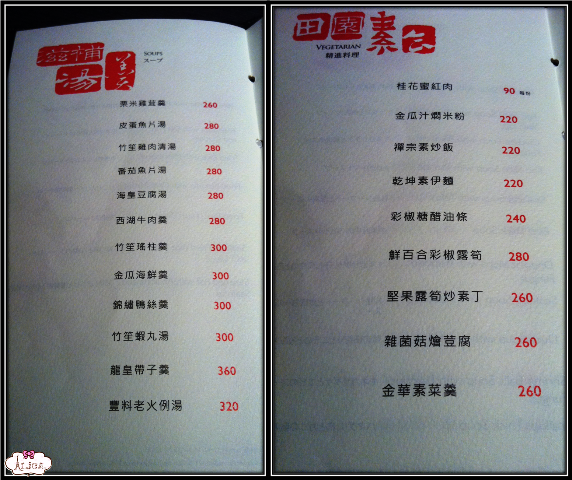 滋補
湯羹
SOUPS
スープ
粟米雞茸羹 260
皮蛋魚片湯 280
竹笙雞肉清湯 280
番茄魚片湯 280
海皇豆腐湯 280
西湖牛肉羹 280
竹笙瑤柱羹 300
金瓜海鮮羹 300
錦繡鴨絲羹 300
竹笙蝦丸湯 300
龍皇帶子羹 360
豐料老火例湯 320
田園素食
VEGETARIAN
精進料理
桂花蜜紅肉 90
金瓜汁燜米粉 220
禪宗素炒飯 220
乾坤素伊麵 220
彩椒糖醋油條 240
鮮百合彩椒露筍 280
堅果露筍炒素丁 260
雜菌菇燴荳腐 260
金華素菜羹 260